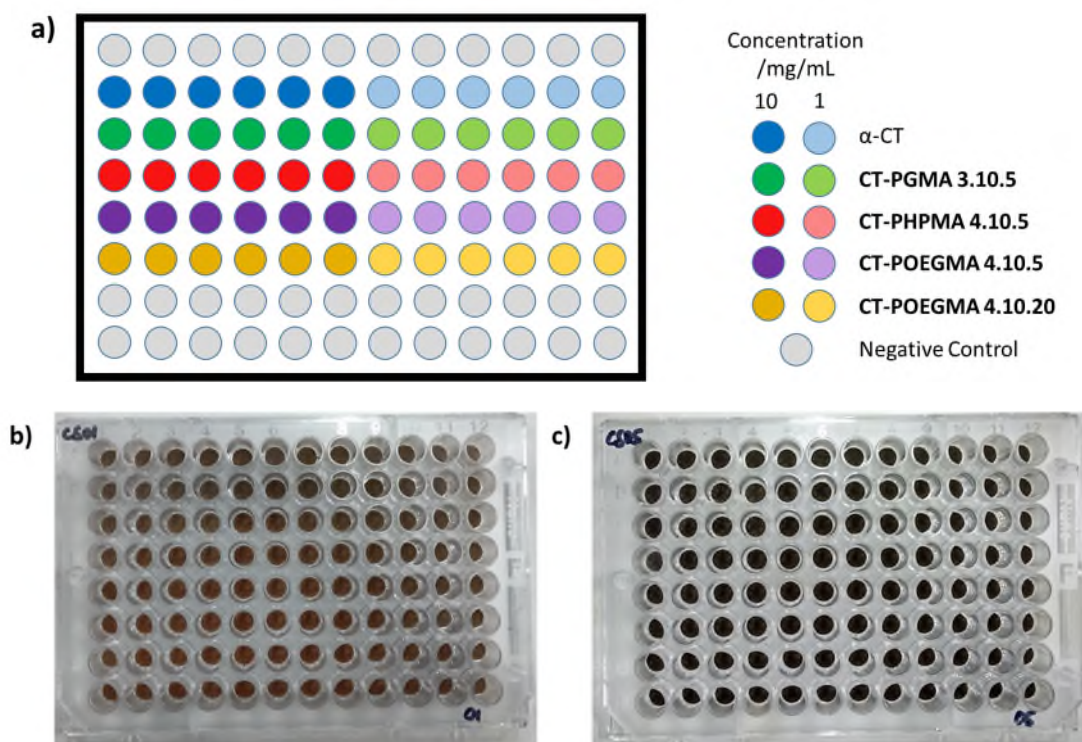 a)
Concentration
/mg/mL
10 1
α-CT
CT-PGMA 3.10.5
CT-PHPMA 4.10.5
CT-POEGMA 4.10.5
CT-POEGMA 4.10.20
Negative Control
b)
c)